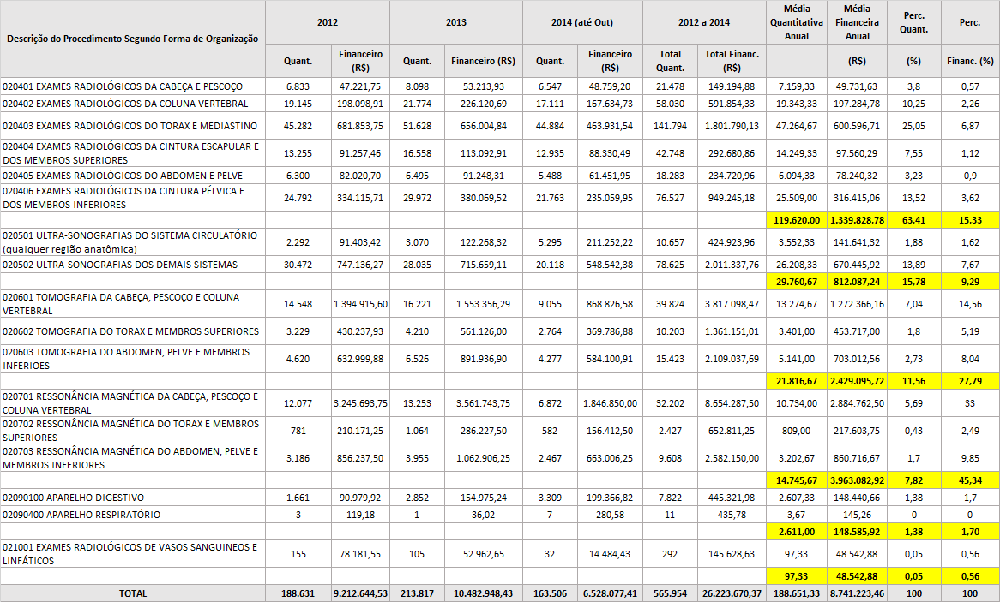 Descrição do Procedimento Segundo Forma de Organização 2012 2013 2014 (até Out) 2012 a 2014 Média Quantitativa Anual Média Financeira Anual Perc. Quant. Perc.
Quant. Financeiro (R$) Quant. Financeiro (R$) Quant. Financeiro (R$) Total Quant. Total Financ. (R$) (R$) (%) Financ. (%)
020401 EXAMES RADIOLÓGICOS DA CABEÇA E PESCOÇO 6.833 47.221,75 8.098 53.213,93 6.547 48.759,20 21.478 149.194,88 7.159,33 49.731,63 3,8 0,57
020402 EXAMES RADIOLÓGICOS DA COLUNA VERTEBRAL 19.145 198.098,91 21.774 226.120,69 17.111 167.634,73 58.030 591.854,33 19.343,33 197.284,78 10,25 2,26
020403 EXAMES RADIOLÓGICOS DO TORAX E MEDIASTINO 45.282 681.853,75 51.628 656.004,84 44.884 463.931,54 141.794 1.801.790,13 47.264,67 600.596,71 25,05 6,87
020404 EXAMES RADIOLÓGICOS DA CINTURA ESCAPULAR E
DOS MEMBROS SUPERIORES 13.255 91.257,46 16.558 113.092,91 12.935 88.330,49 42.748 292.680,86 14.249,33 97.560,29 7,55 1,12
020405 EXAMES RADIOLÓGICOS DO ABDOMEN E PELVE 6.300 82.020,70 6.495 91.248,31 5.488 61.451,95 18.283 234.720,96 6.094,33 78.240,32 3,23 0,9
020406 EXAMES RADIOLÓGICOS DA CINTURA PÉLVICA E
DOS MEMBROS INFERIORES 24.792 334.115,71 29.972 380.069,52 21.763 235.059,95 76.527 949.245,18 25.509,00 316.415,06 13,52 3,62
119.620,00 1.339.828,78 63,41 15,33
020501 ULTRA-SONOGRAFIAS DO SISTEMA CIRCULATÓRIO
(qualquer região anatômica) 2.292 91.403,42 3.070 122.268,32 5.295 211.252,22 10.657 424.923,96 3.552,33 141.641,32 1,88 1,62
020502 ULTRA-SONOGRAFIAS DOS DEMAIS SISTEMAS 30.472 747.136,27 28.035 715.659,11 20.118 548.542,38 78.625 2.011.337,76 26.208,33 670.445,92 13,89 7,67
29.760,67 812.087,24 15,78 9,29
020601 TOMOGRAFIA DA CABEÇA, PESCOÇO E COLUNA
VERTEBRAL 14.548 1.394.915,60 16.221 1.553.356,29 9.055 868.826,58 39.824 3.817.098,47 13.274,67 1.272.366,16 7,04 14,56
020602 TOMOGRAFIA DO TORAX E MEMBROS SUPERIORES 3.229 430.237,93 4.210 561.126,00 2.764 369.786,88 10.203 1.361.151,01 3.401,00 453.717,00 1,8 5,19
020603 TOMOGRAFIA DO ABDOMEN, PELVE E MEMBROS
INFERIOES 4.620 632.999,88 6.526 891.936,90 4.277 584.100,91 15.423 2.109.037,69 5.141,00 703.012,56 2,73 8,04
21.816,67 2.429.095,72 11,56 27,79
020701 RESSONÂNCIA MAGNÉTICA DA CABEÇA, PESCOÇO E
COLUNA VERTEBRAL 12.077 3.245.693,75 13.253 3.561.743,75 6.872 1.846.850,00 32.202 8.654.287,50 10.734,00 2.884.762,50 5,69 33
020702 RESSONÂNCIA MAGNÉTICA DO TORAX E MEMBROS
SUPERIORES 781 210.171,25 1.064 286.227,50 582 156.412,50 2.427 652.811,25 809,00 217.603,75 0,43 2,49
020703 RESSONÂNCIA MAGNÉTICA DO ABDOMEN, PELVE E
MEMBROS INFERIORES 3.186 856.237,50 3.955 1.062.906,25 2.467 663.006,25 9.608 2.582.150,00 3.202,67 860.716,67 1,7 9,85
14.745,67 3.963.082,92 7,82 45,34
02090100 APARELHO DIGESTIVO 1.661 90.979,92 2.852 154.975,24 3.309 199.366,82 7.822 445.321,98 2.607,33 148.440,66 1,38 1,7
02090400 APARELHO RESPIRATÓRIO 3 119,18 1 36,02 7 280,58 11 435,78 3,67 145,26 0 0
2.611,00 148.585,92 1,38 1,70
021001 EXAMES RADIOLÓGICOS DE VASOS SANGUINEOS E
LINFÁTICOS 155 78.181,55 105 52.962,65 32 14.484,43 292 145.628,63 97,33 48.542,88 0,05 0,56
97,33 48.542,88 0,05 0,56
TOTAL 188.631 9.212.644,53 213.817 10.482.948,43 163.506 6.528.077,41 565.954 26.223.670,37 188.651,33 8.741.223,46 100 100